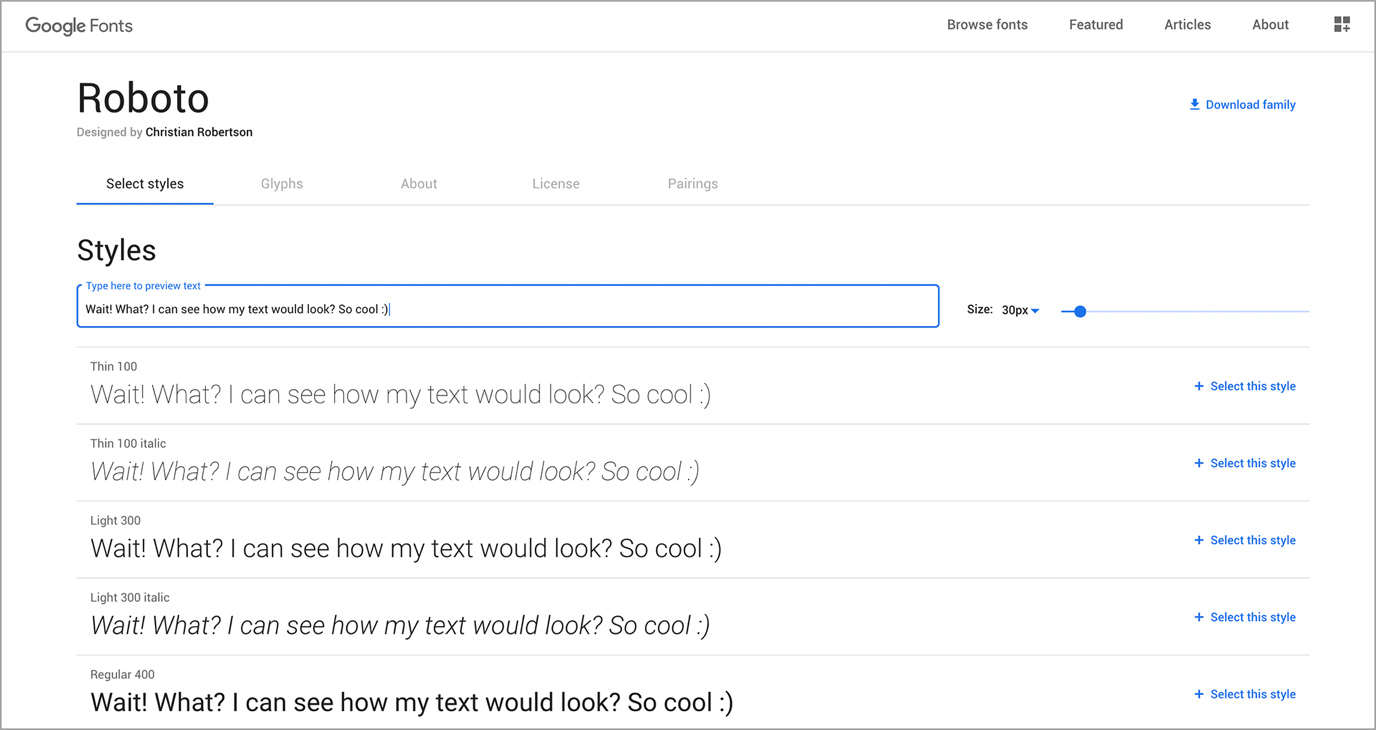 Google Fonts Browse fonts Featured Articles About
Roboto
Download family
Designed by Christian Robertson
Select styles Glyphs About License Pairings
Styles
Type here to preview text
Wait! What? I can see how my text would look? So cool :) Size: 30px
Thin 100
Wait! What? I can see how my text would look? So cool :) + Select this style
Thin 100 italic
Wait! What? I can see how my text would look? So cool :) + Select this style
Light 300
Wait! What? I can see how my text would look? So cool :) + Select this style
Light 300 italic
Wait! What? I can see how my text would look? So cool :) + Select this style
Regular 400
Wait! What? I can see how my text would look? So cool :) + Select this style